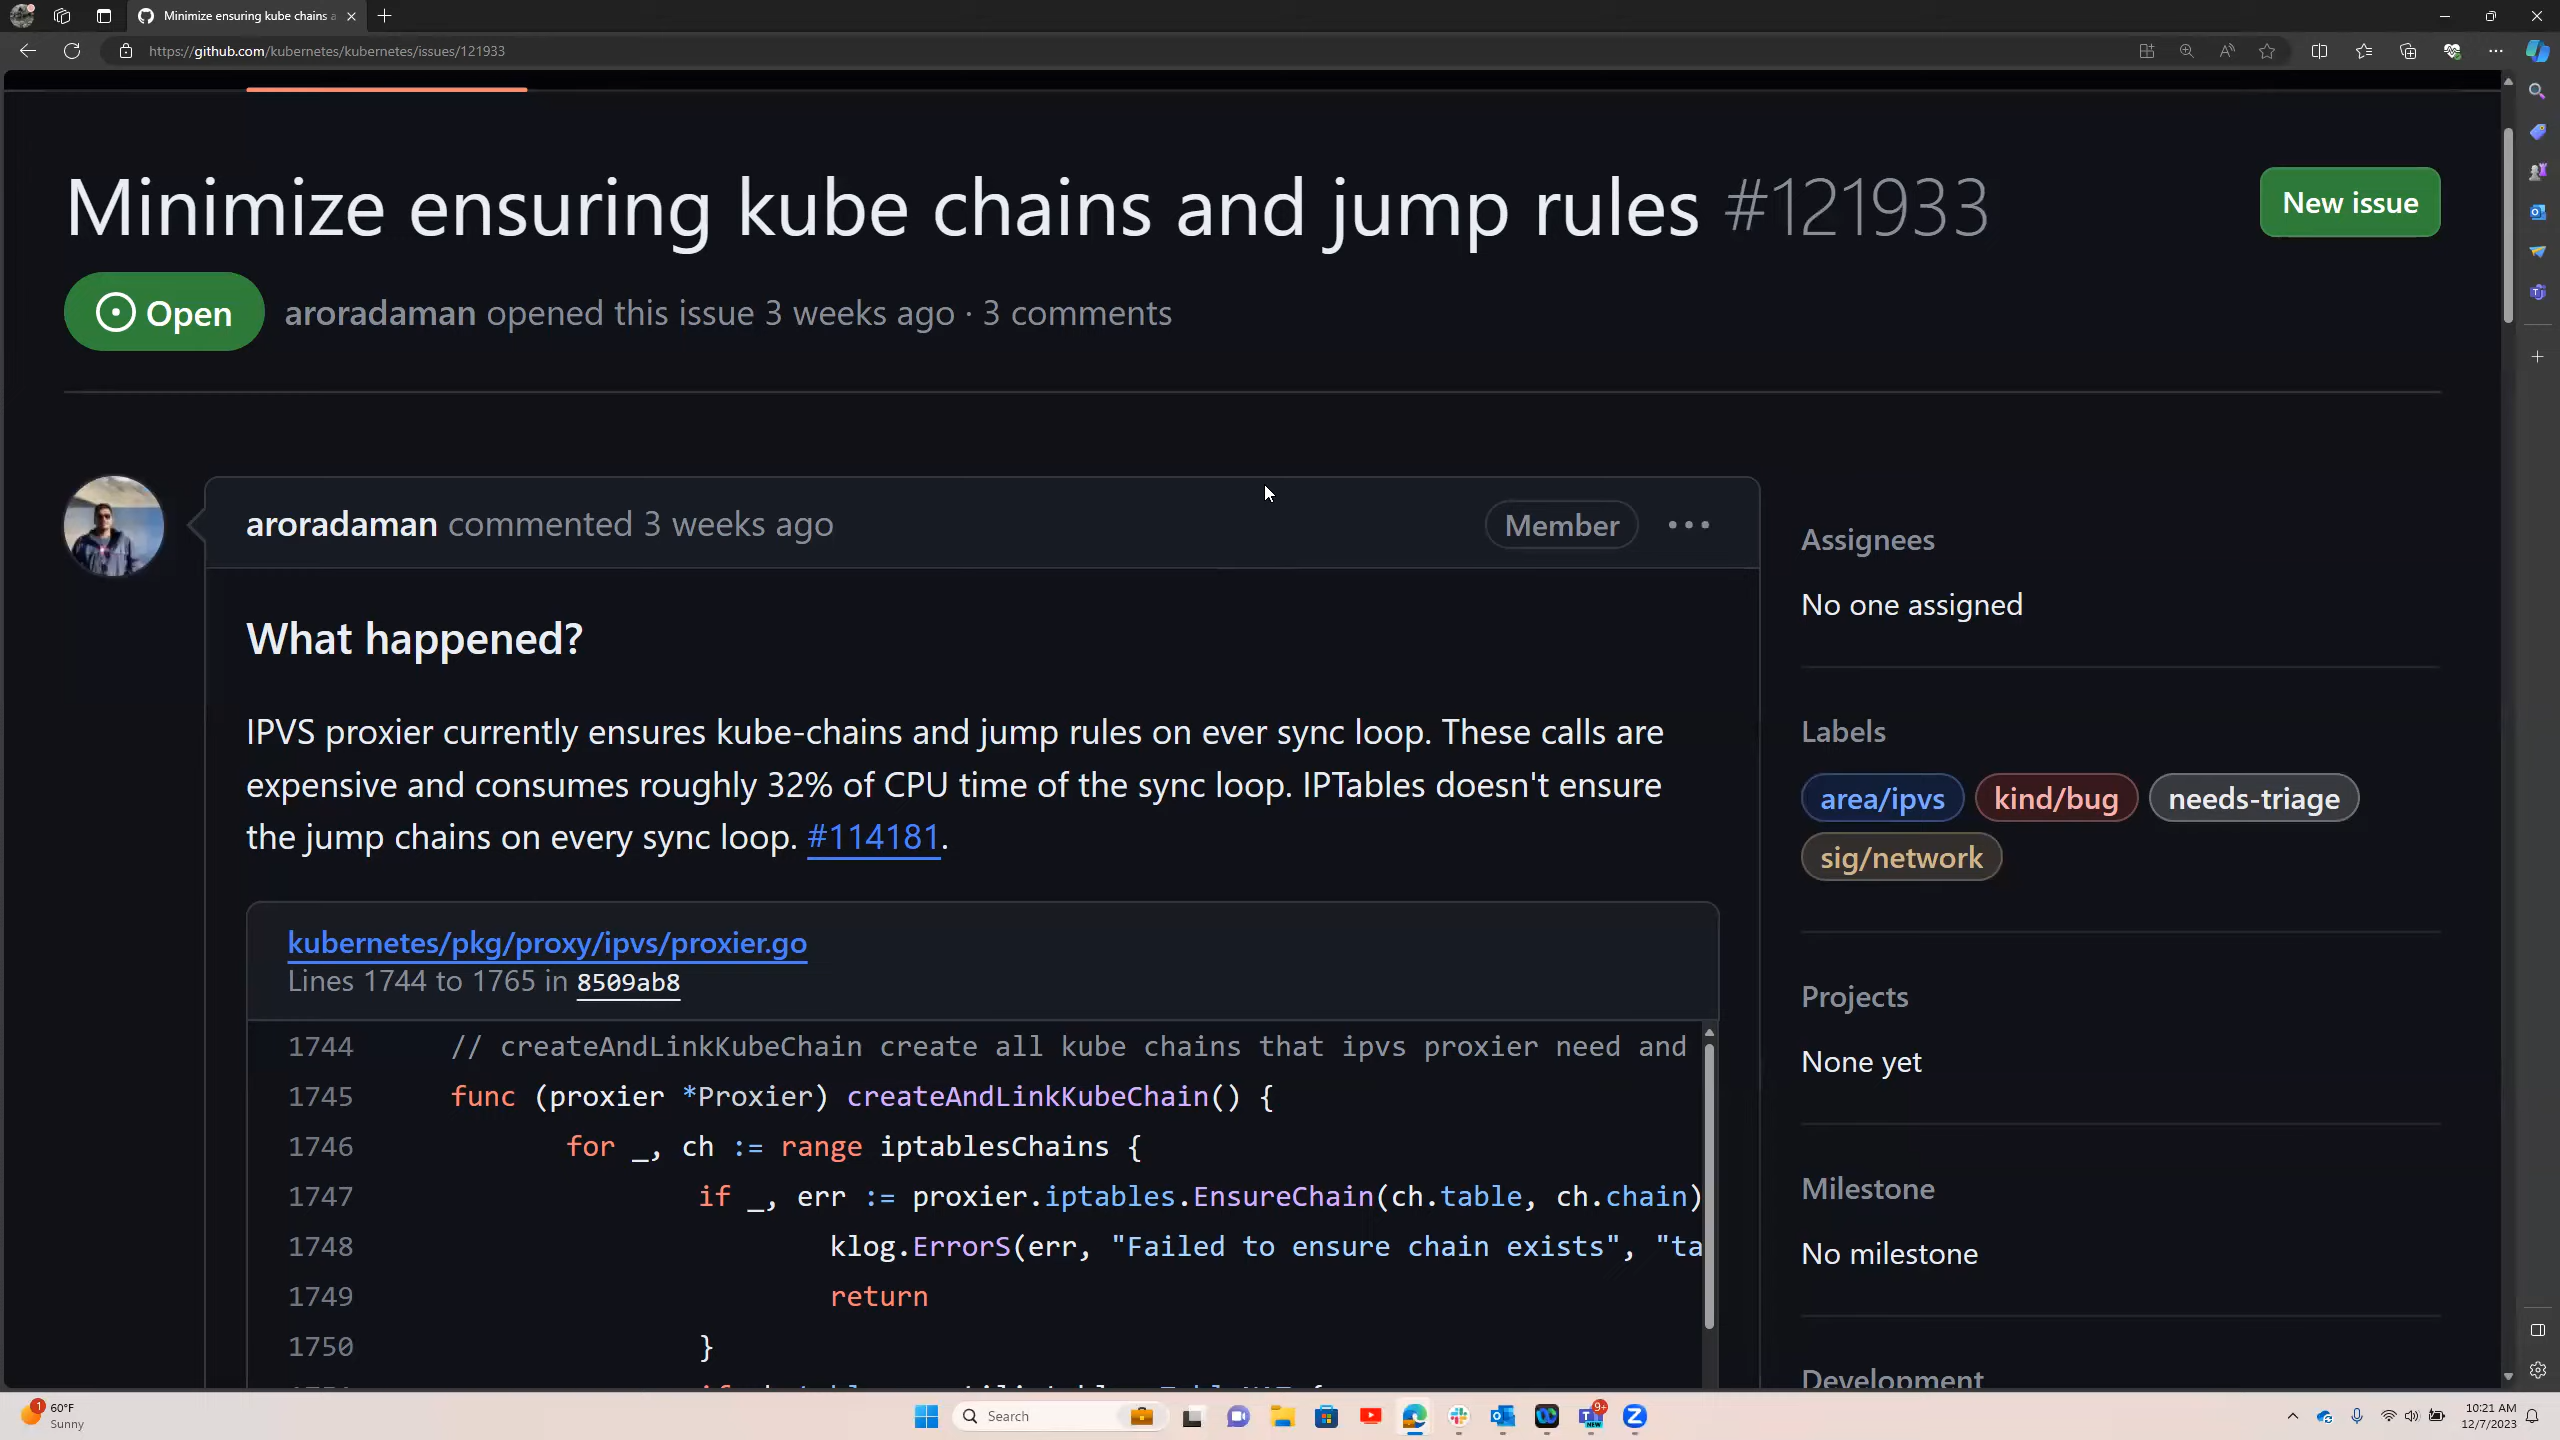 Minimize ensuring kube chains a
https://github.com/kubernetes/kubernetes/issues/121933
Minimize ensuring kube chains and jump rules #121933
New issue
Open
aroradaman opened this issue 3 weeks ago · 3 comments
aroradaman commented 3 weeks ago
Member
What happened?
IPVS proxier currently ensures kube-chains and jump rules on ever sync loop. These calls are
expensive and consumes roughly 32% of CPU time of the sync loop. IPTables doesn't ensure
the jump chains on every sync loop. #114181.
kubernetes/pkg/proxy/ipvs/proxier.go
Lines 1744 to 1765 in 8509ab8
1744 // createAndLinkKubeChain create all kube chains that ipvs proxier need and
1745 func (proxier *Proxier) createAndLinkKubeChain() {
1746 for _, ch := range iptablesChains {
1747 if _, err := proxier.iptables.EnsureChain(ch.table, ch.chain)
1748 klog.ErrorS(err, "Failed to ensure chain exists", "ta
1749 return
1750 }
Assignees
No one assigned
Labels
area/ipvs kind/bug needs-triage
sig/network
Projects
None yet
Milestone
No milestone
Development
1
60°F
Sunny
Search
9+
NEW
10:21 AM
12/7/2023